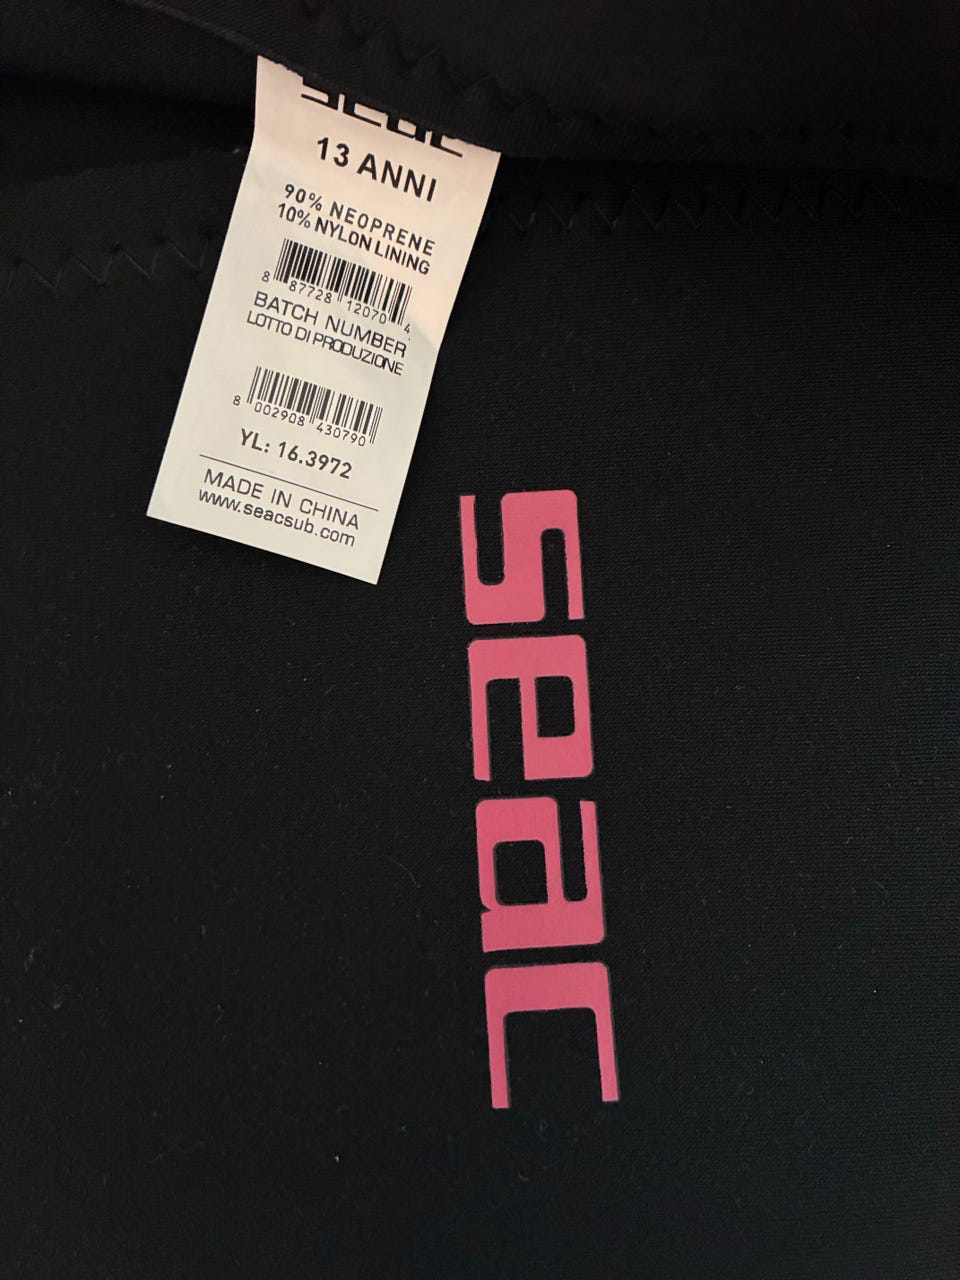 seac
13 ANNI
90% NEOPRENE
10% NYLON LINING
8 87728 12070 4
BATCH NUMBER
LOTTO DI PRODUZIONE
8 002908 430790
YL: 16.3972
MADE IN CHINA
www.seacsub.com
seac